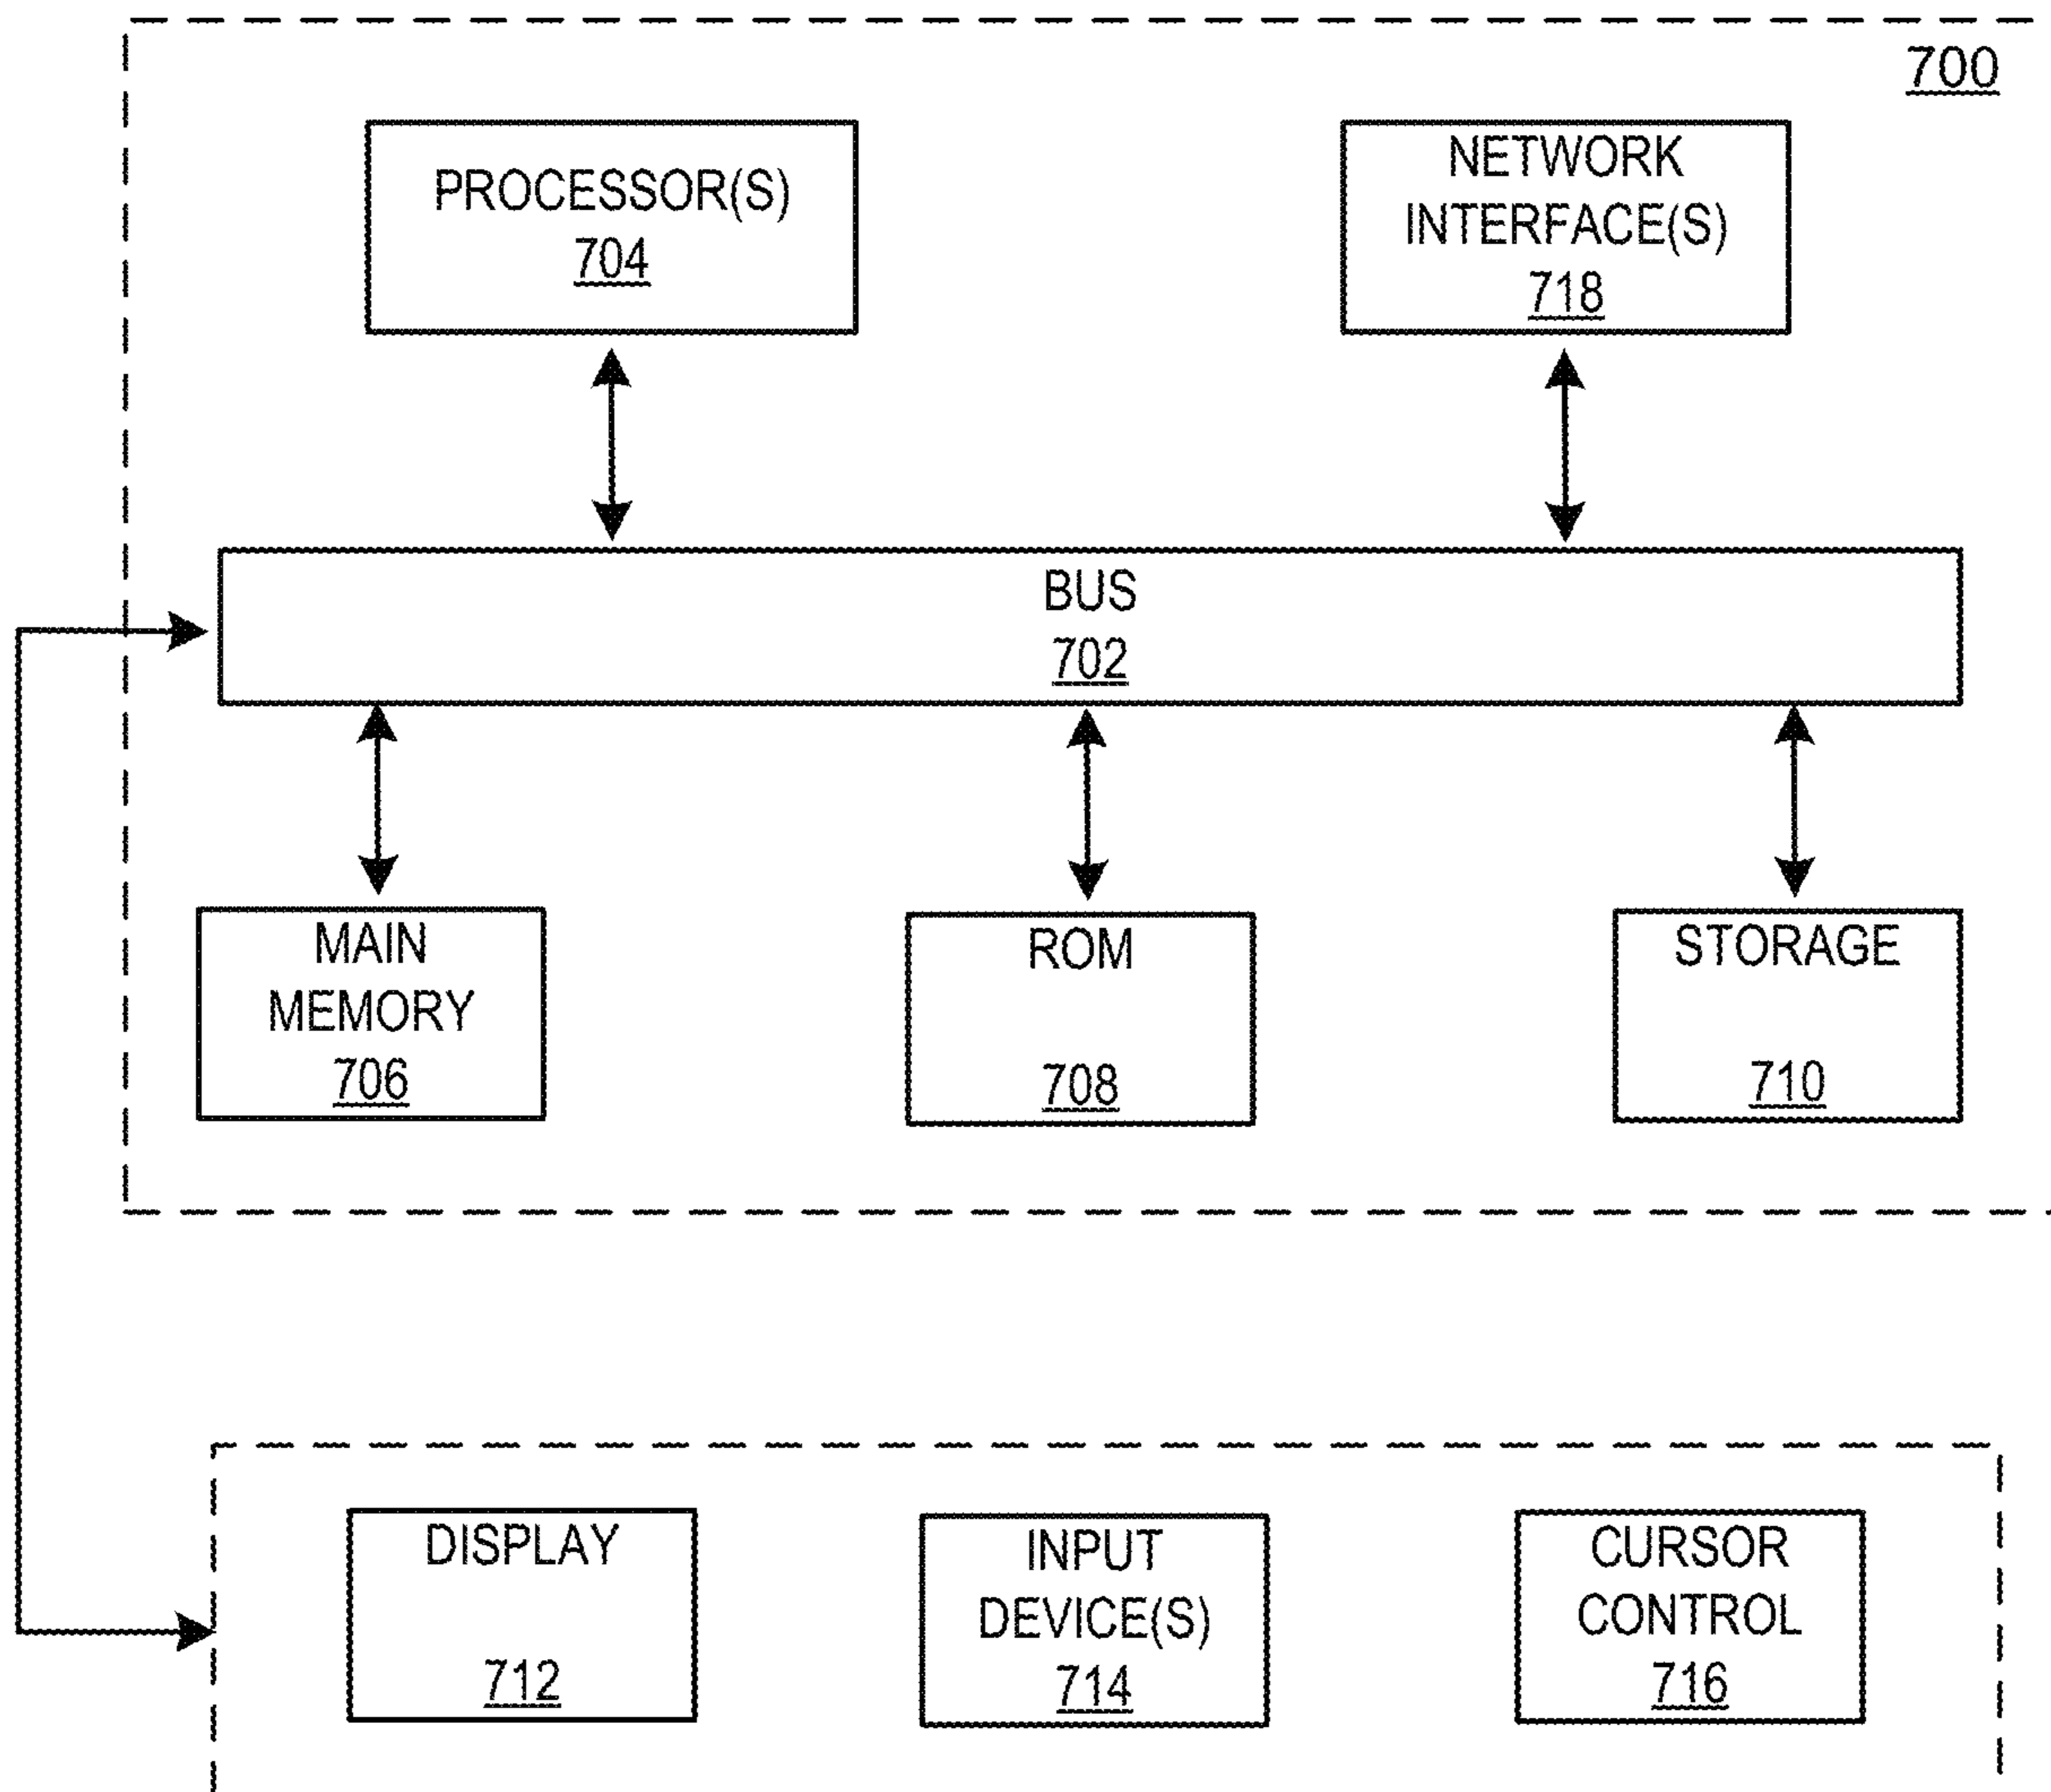 700
PROCESSOR(S)
704
NETWORK
INTERFACE(S)
718
BUS
702
MAIN
MEMORY
706
ROM
708
STORAGE
710
DISPLAY
712
INPUT
DEVICE(S)
714
CURSOR
CONTROL
716